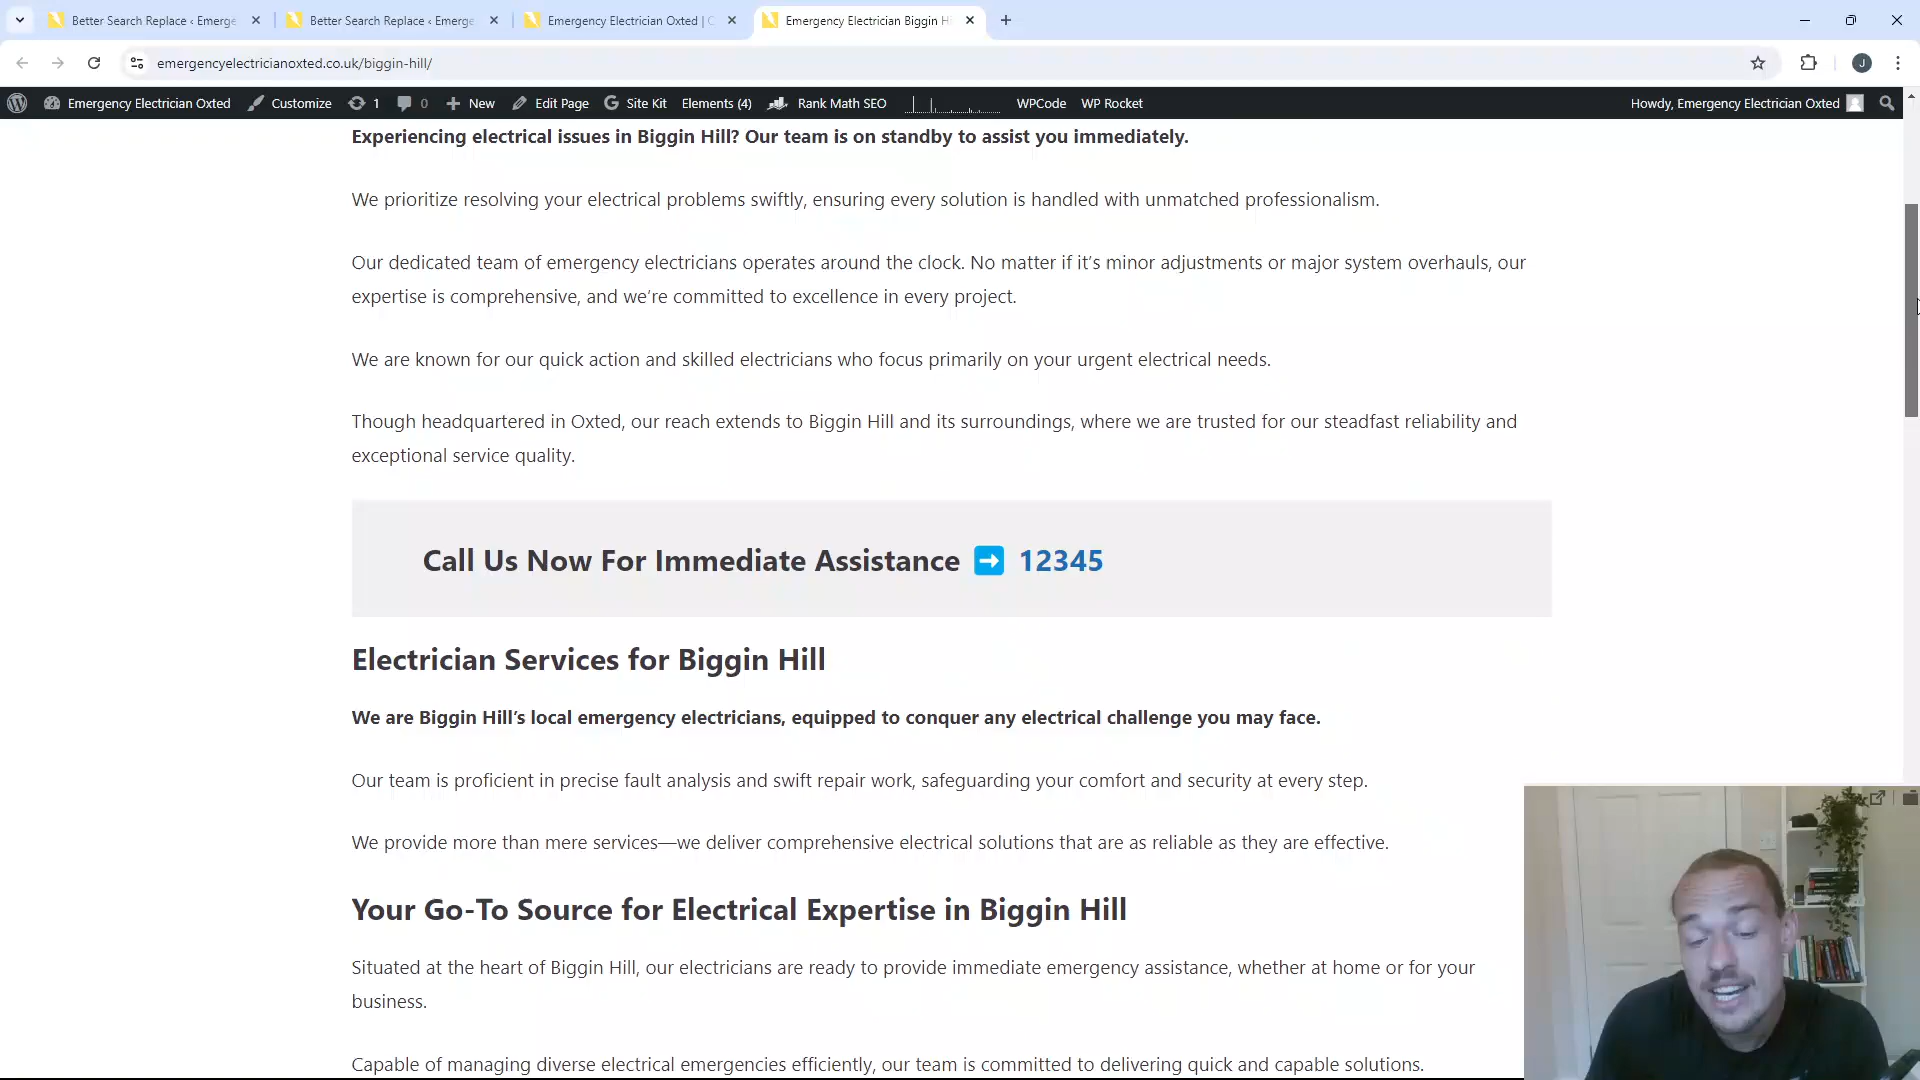 Better Search Replace ‹ Emerge
Better Search Replace ‹ Emerge
Emergency Electrician Oxted | C
Emergency Electrician Biggin H
emergencyelectricianoxted.co.uk/biggin-hill/
J
Emergency Electrician Oxted
Customize
1
0
New
Edit Page
Site Kit
Elements (4)
Rank Math SEO
WPCode
WP Rocket
Howdy, Emergency Electrician Oxted
Experiencing electrical issues in Biggin Hill? Our team is on standby to assist you immediately.
We prioritize resolving your electrical problems swiftly, ensuring every solution is handled with unmatched professionalism.
Our dedicated team of emergency electricians operates around the clock. No matter if it’s minor adjustments or major system overhauls, our
expertise is comprehensive, and we’re committed to excellence in every project.
We are known for our quick action and skilled electricians who focus primarily on your urgent electrical needs.
Though headquartered in Oxted, our reach extends to Biggin Hill and its surroundings, where we are trusted for our steadfast reliability and
exceptional service quality.
Call Us Now For Immediate Assistance ➡ 12345
Electrician Services for Biggin Hill
We are Biggin Hill’s local emergency electricians, equipped to conquer any electrical challenge you may face.
Our team is proficient in precise fault analysis and swift repair work, safeguarding your comfort and security at every step.
We provide more than mere services—we deliver comprehensive electrical solutions that are as reliable as they are effective.
Your Go-To Source for Electrical Expertise in Biggin Hill
Situated at the heart of Biggin Hill, our electricians are ready to provide immediate emergency assistance, whether at home or for your
business.
Capable of managing diverse electrical emergencies efficiently, our team is committed to delivering quick and capable solutions.